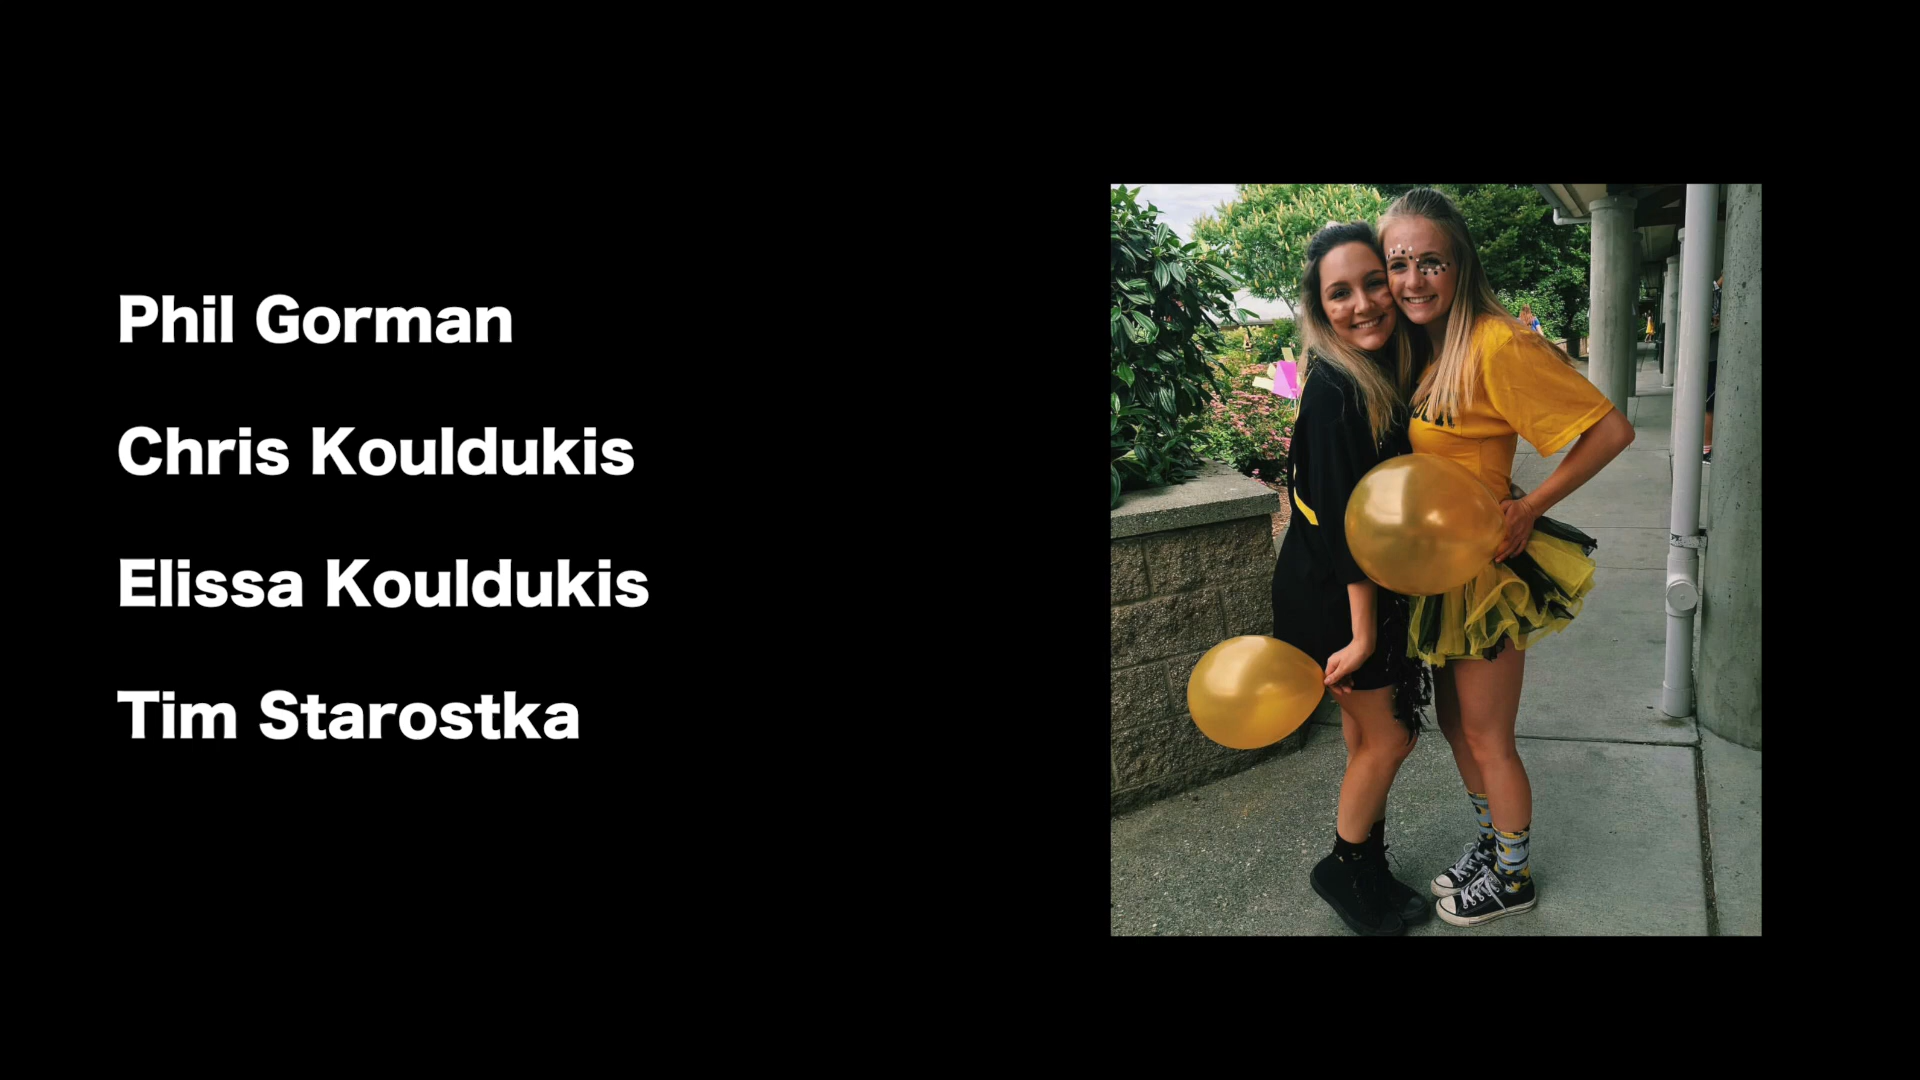 Phil Gorman
Chris Kouldukis
Elissa Kouldukis
Tim Starostka